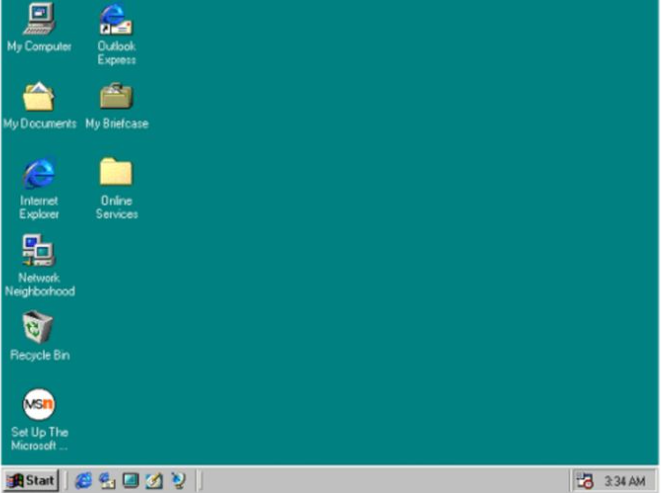 My Computer
Outlook
Express
My Documents
My Briefcase
Internet
Explorer
Online
Services
Network
Neighborhood
Recycle Bin
msn
Set Up The
Microsoft ...
Start
3:34 AM